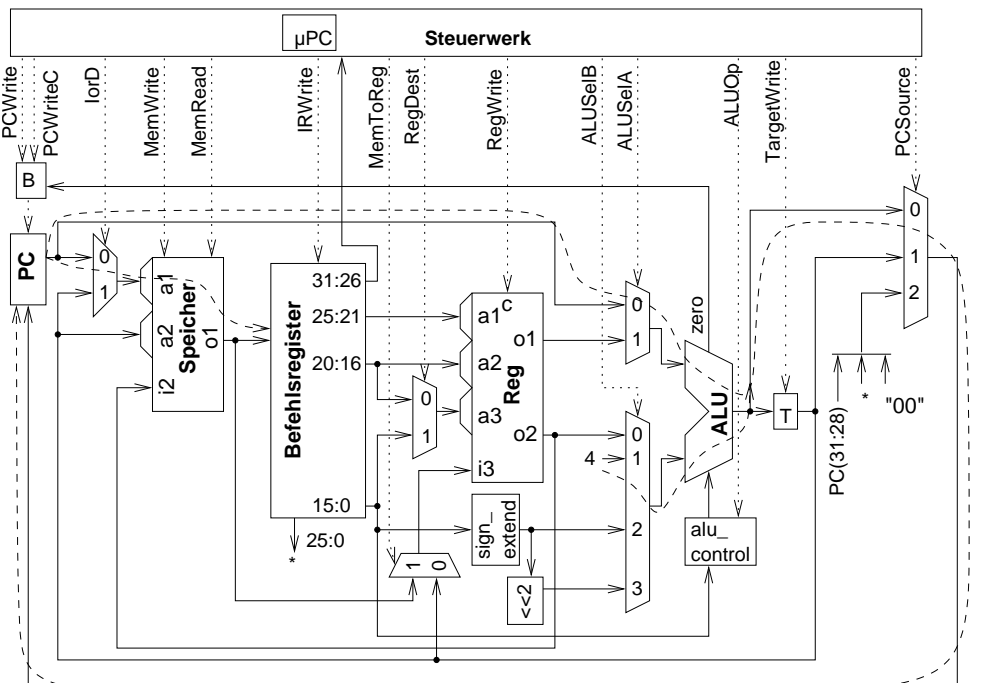 µPC
Steuerwerk
PCWrite
PCWriteC
IorD
MemWrite
MemRead
IRWrite
MemToReg
RegDest
RegWrite
ALUSelB
ALUSelA
ALUOp
TargetWrite
PCSource
B
PC
0
1
a1
a2
i2
Speicher
o1
Befehlsregister
31:26
25:21
20:16
15:0
25:0
*
0
1
a1
c
a2
a3
i3
Reg
o1
o2
1
0
sign_
extend
<<2
0
1
4
0
1
2
3
zero
ALU
alu_
control
T
0
1
2
PC(31:28)
*
"00"